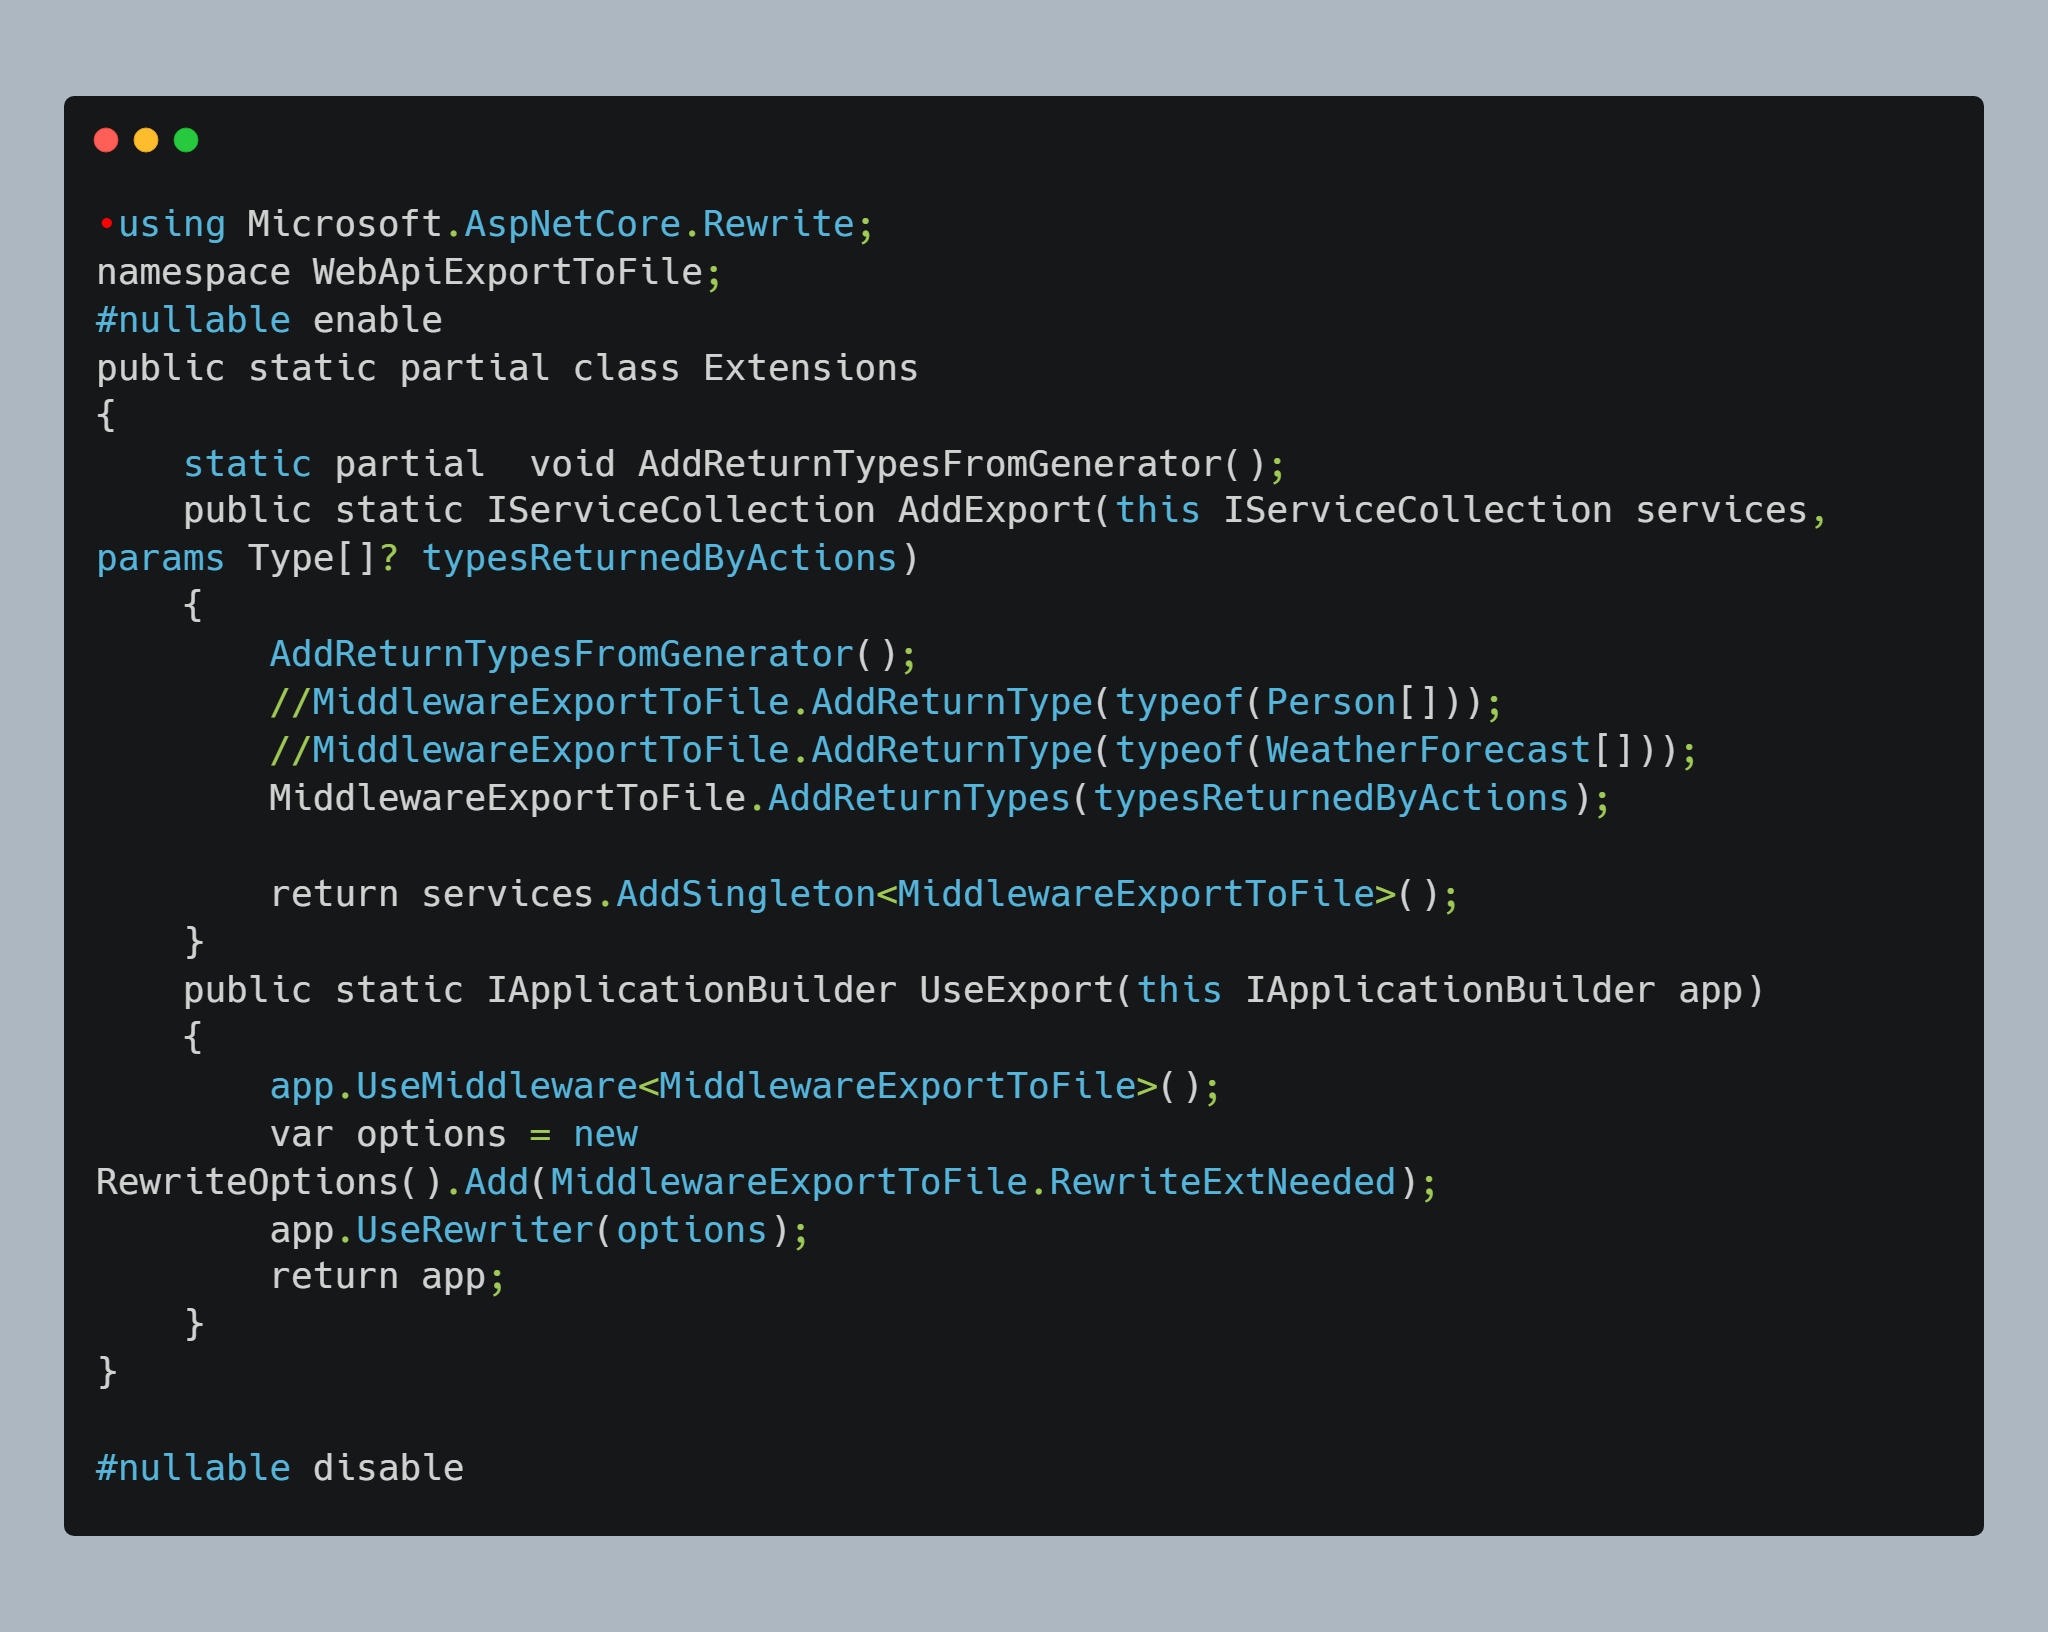 •using Microsoft.AspNetCore.Rewrite;
namespace WebApiExportToFile;
#nullable enable
public static partial class Extensions
{
    static partial  void AddReturnTypesFromGenerator();
    public static IServiceCollection AddExport(this IServiceCollection services,
params Type[]? typesReturnedByActions)
    {
        AddReturnTypesFromGenerator();
        //MiddlewareExportToFile.AddReturnType(typeof(Person[]));
        //MiddlewareExportToFile.AddReturnType(typeof(WeatherForecast[]));
        MiddlewareExportToFile.AddReturnTypes(typesReturnedByActions);

        return services.AddSingleton<MiddlewareExportToFile>();
    }
    public static IApplicationBuilder UseExport(this IApplicationBuilder app)
    {
        app.UseMiddleware<MiddlewareExportToFile>();
        var options = new
RewriteOptions().Add(MiddlewareExportToFile.RewriteExtNeeded);
        app.UseRewriter(options);
        return app;
    }
}

#nullable disable